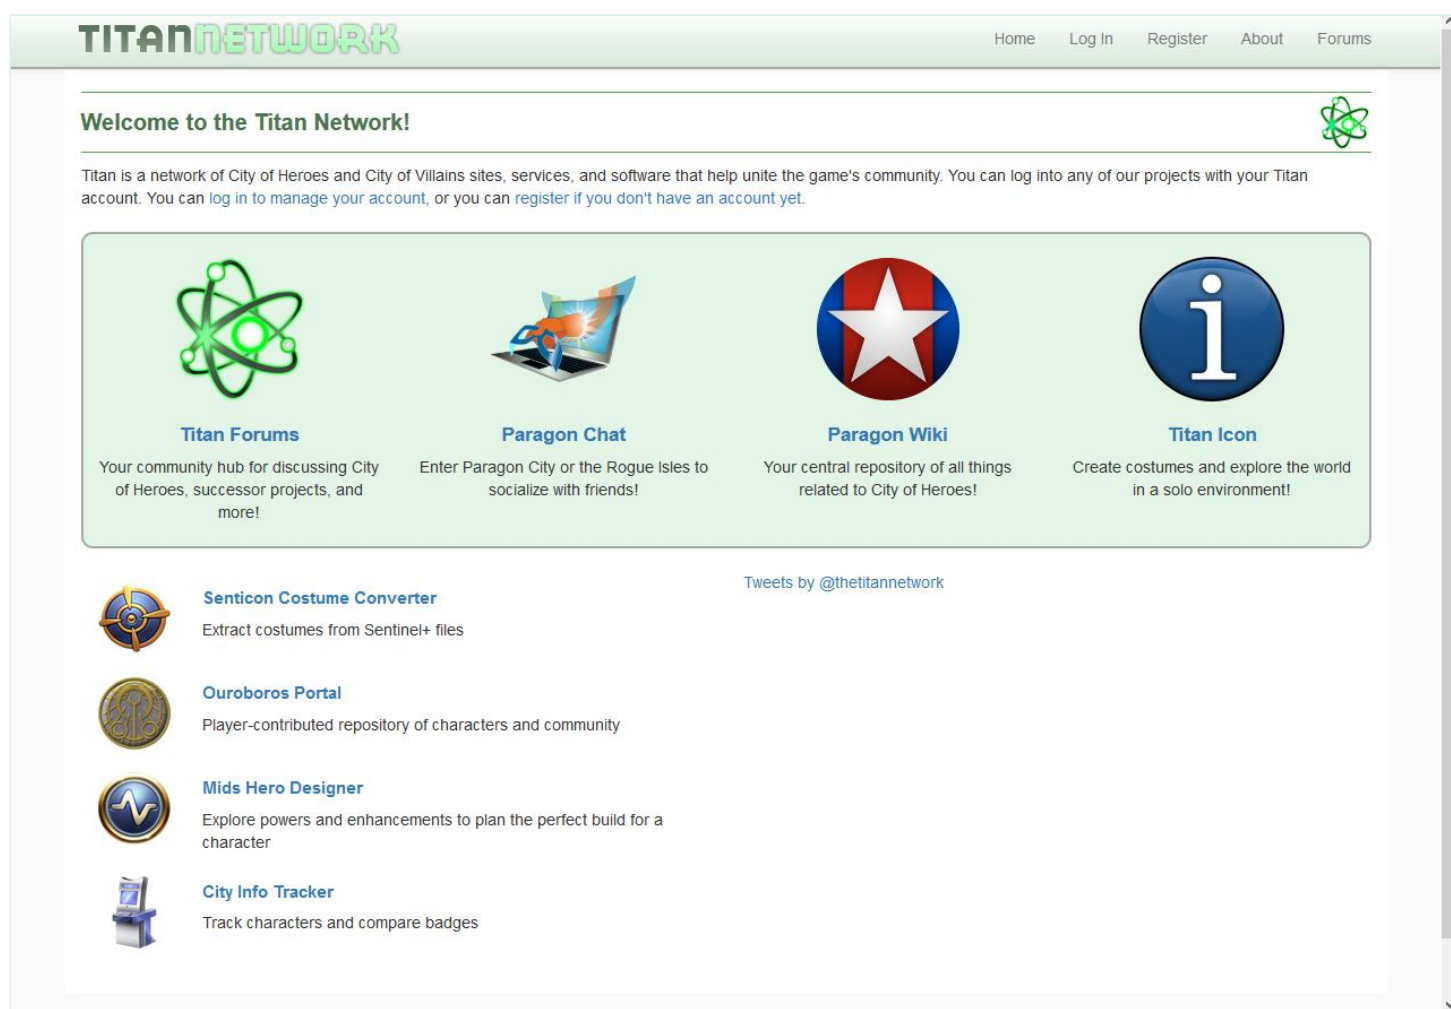 TITANNETWORK
Home Log In Register About Forums
Welcome to the Titan Network!
Titan is a network of City of Heroes and City of Villains sites, services, and software that help unite the game's community. You can log into any of our projects with your Titan
account. You can log in to manage your account, or you can register if you don't have an account yet.
Titan Forums
Your community hub for discussing City
of Heroes, successor projects, and
more!
Paragon Chat
Enter Paragon City or the Rogue Isles to
socialize with friends!
Paragon Wiki
Your central repository of all things
related to City of Heroes!
Titan Icon
Create costumes and explore the world
in a solo environment!
Senticon Costume Converter
Extract costumes from Sentinel+ files
Ouroboros Portal
Player-contributed repository of characters and community
Mids Hero Designer
Explore powers and enhancements to plan the perfect build for a
character
City Info Tracker
Track characters and compare badges
Tweets by @thetitannetwork